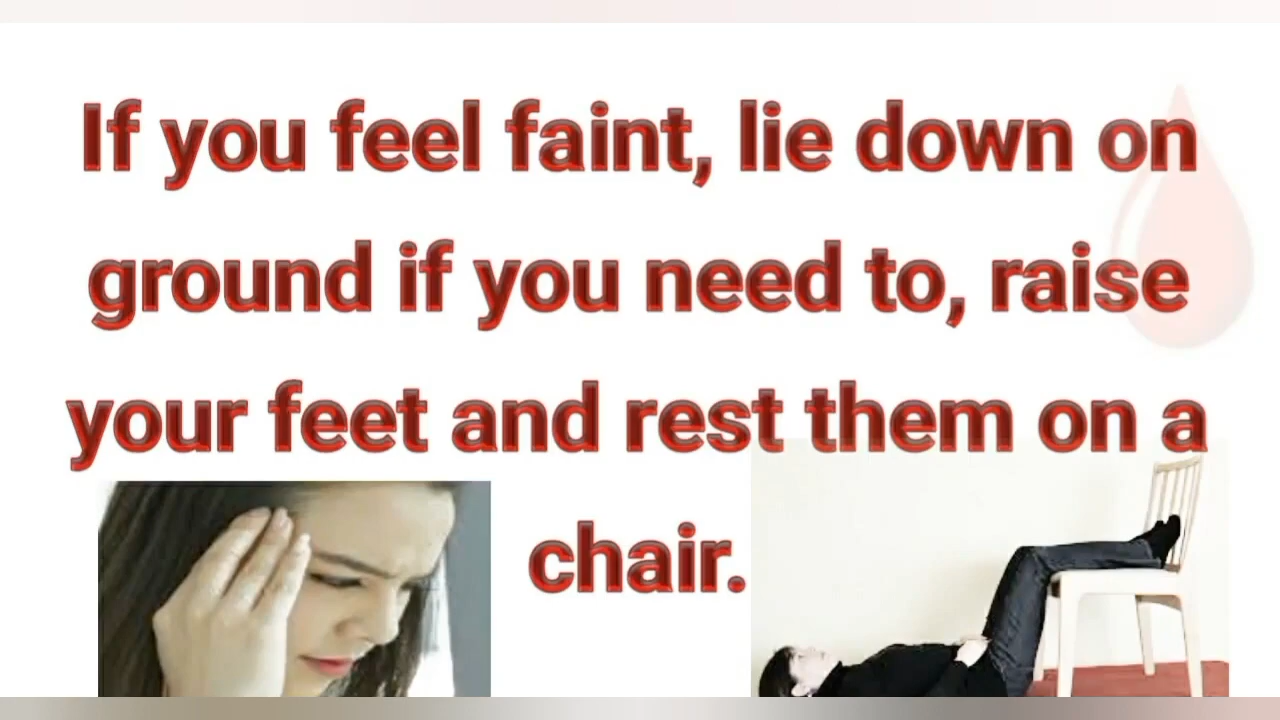 If you feel faint, lie down on
ground if you need to, raise
your feet and rest them on a
chair.